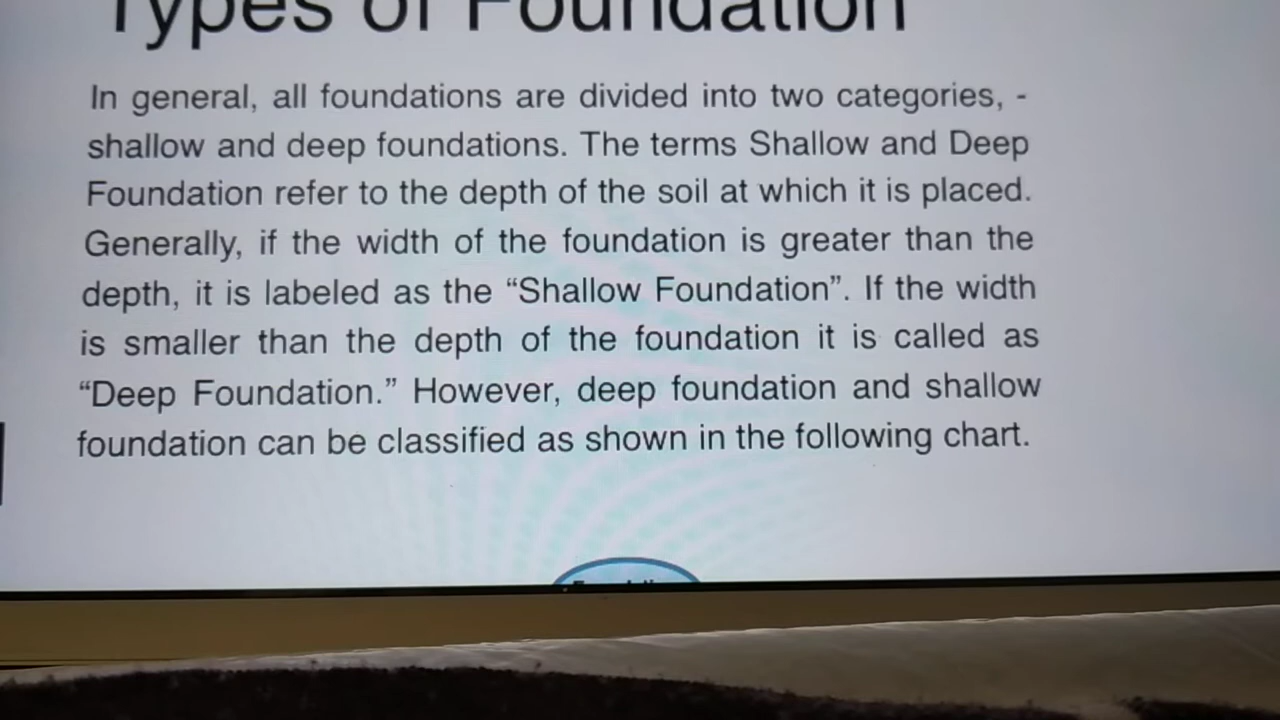 Types of Foundation
In general, all foundations are divided into two categories, -
shallow and deep foundations. The terms Shallow and Deep
Foundation refer to the depth of the soil at which it is placed.
Generally, if the width of the foundation is greater than the
depth, it is labeled as the “Shallow Foundation”. If the width
is smaller than the depth of the foundation it is called as
“Deep Foundation.” However, deep foundation and shallow
foundation can be classified as shown in the following chart.